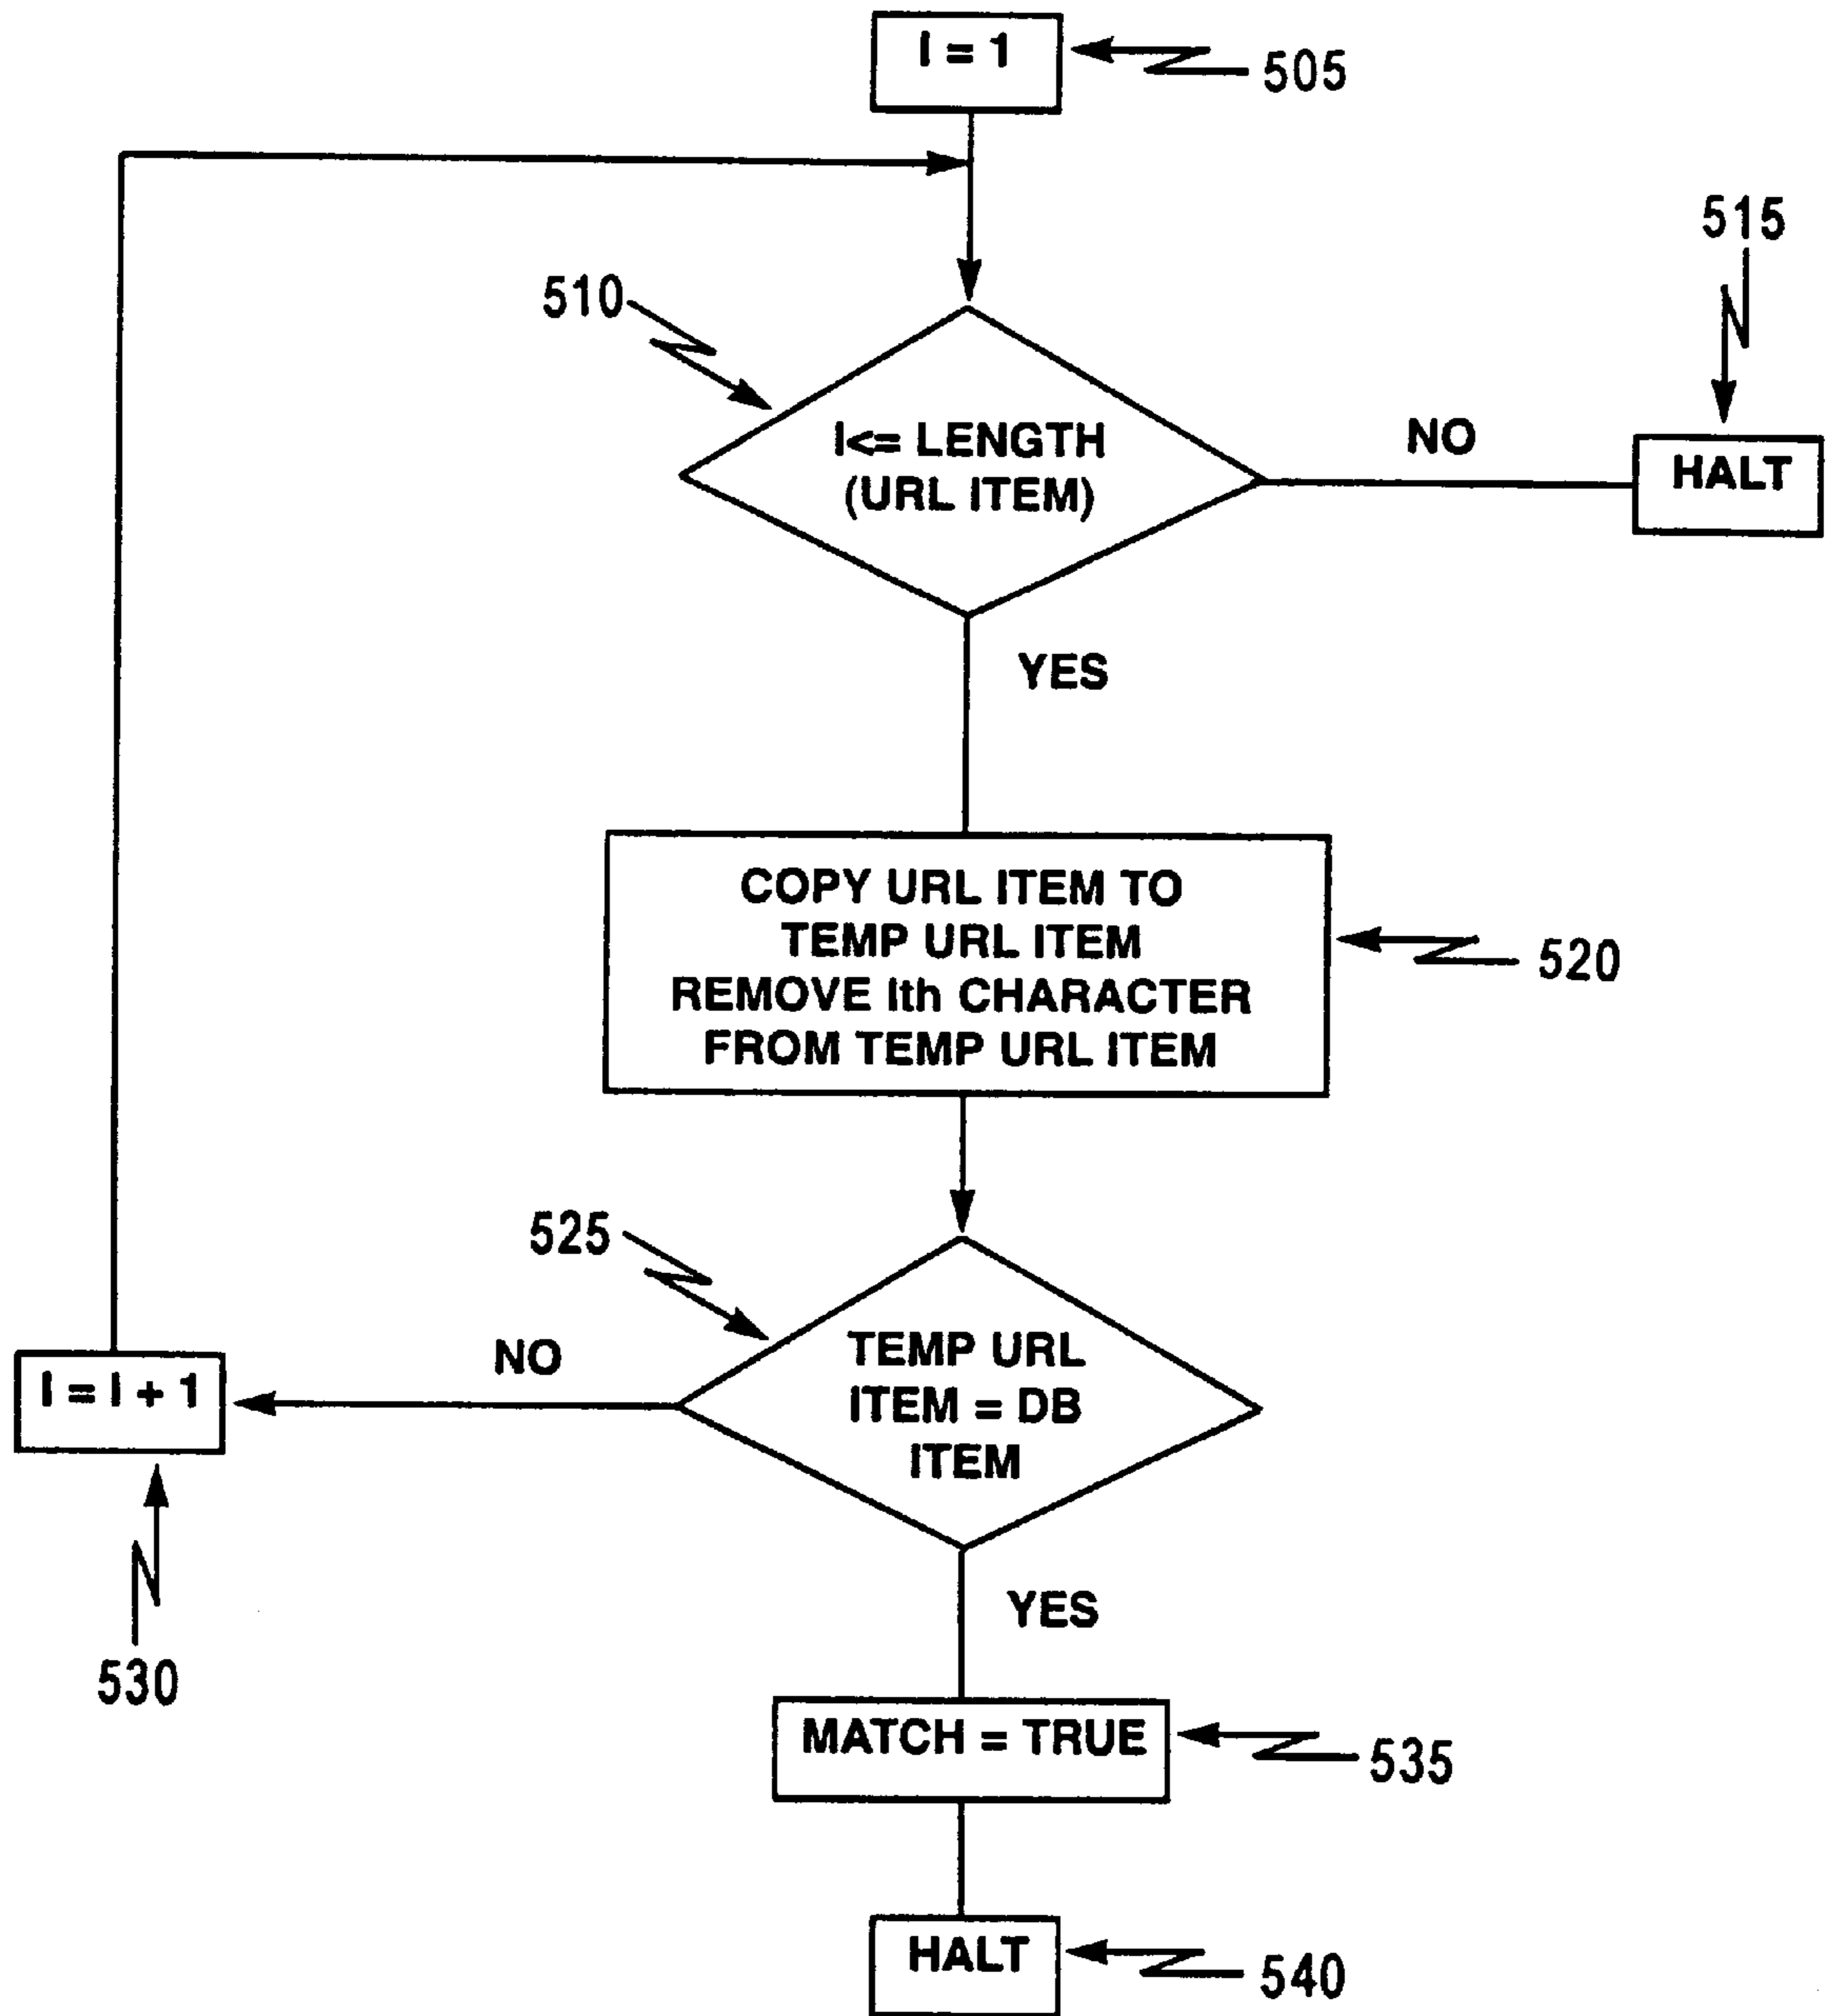 I = 1
505
515
510
I<= LENGTH
(URL ITEM)
NO
HALT
YES
COPY URL ITEM TO
TEMP URL ITEM
REMOVE Ith CHARACTER
FROM TEMP URL ITEM
520
525
NO
TEMP URL
ITEM = DB
ITEM
I = I + 1
YES
530
MATCH = TRUE
535
HALT
540